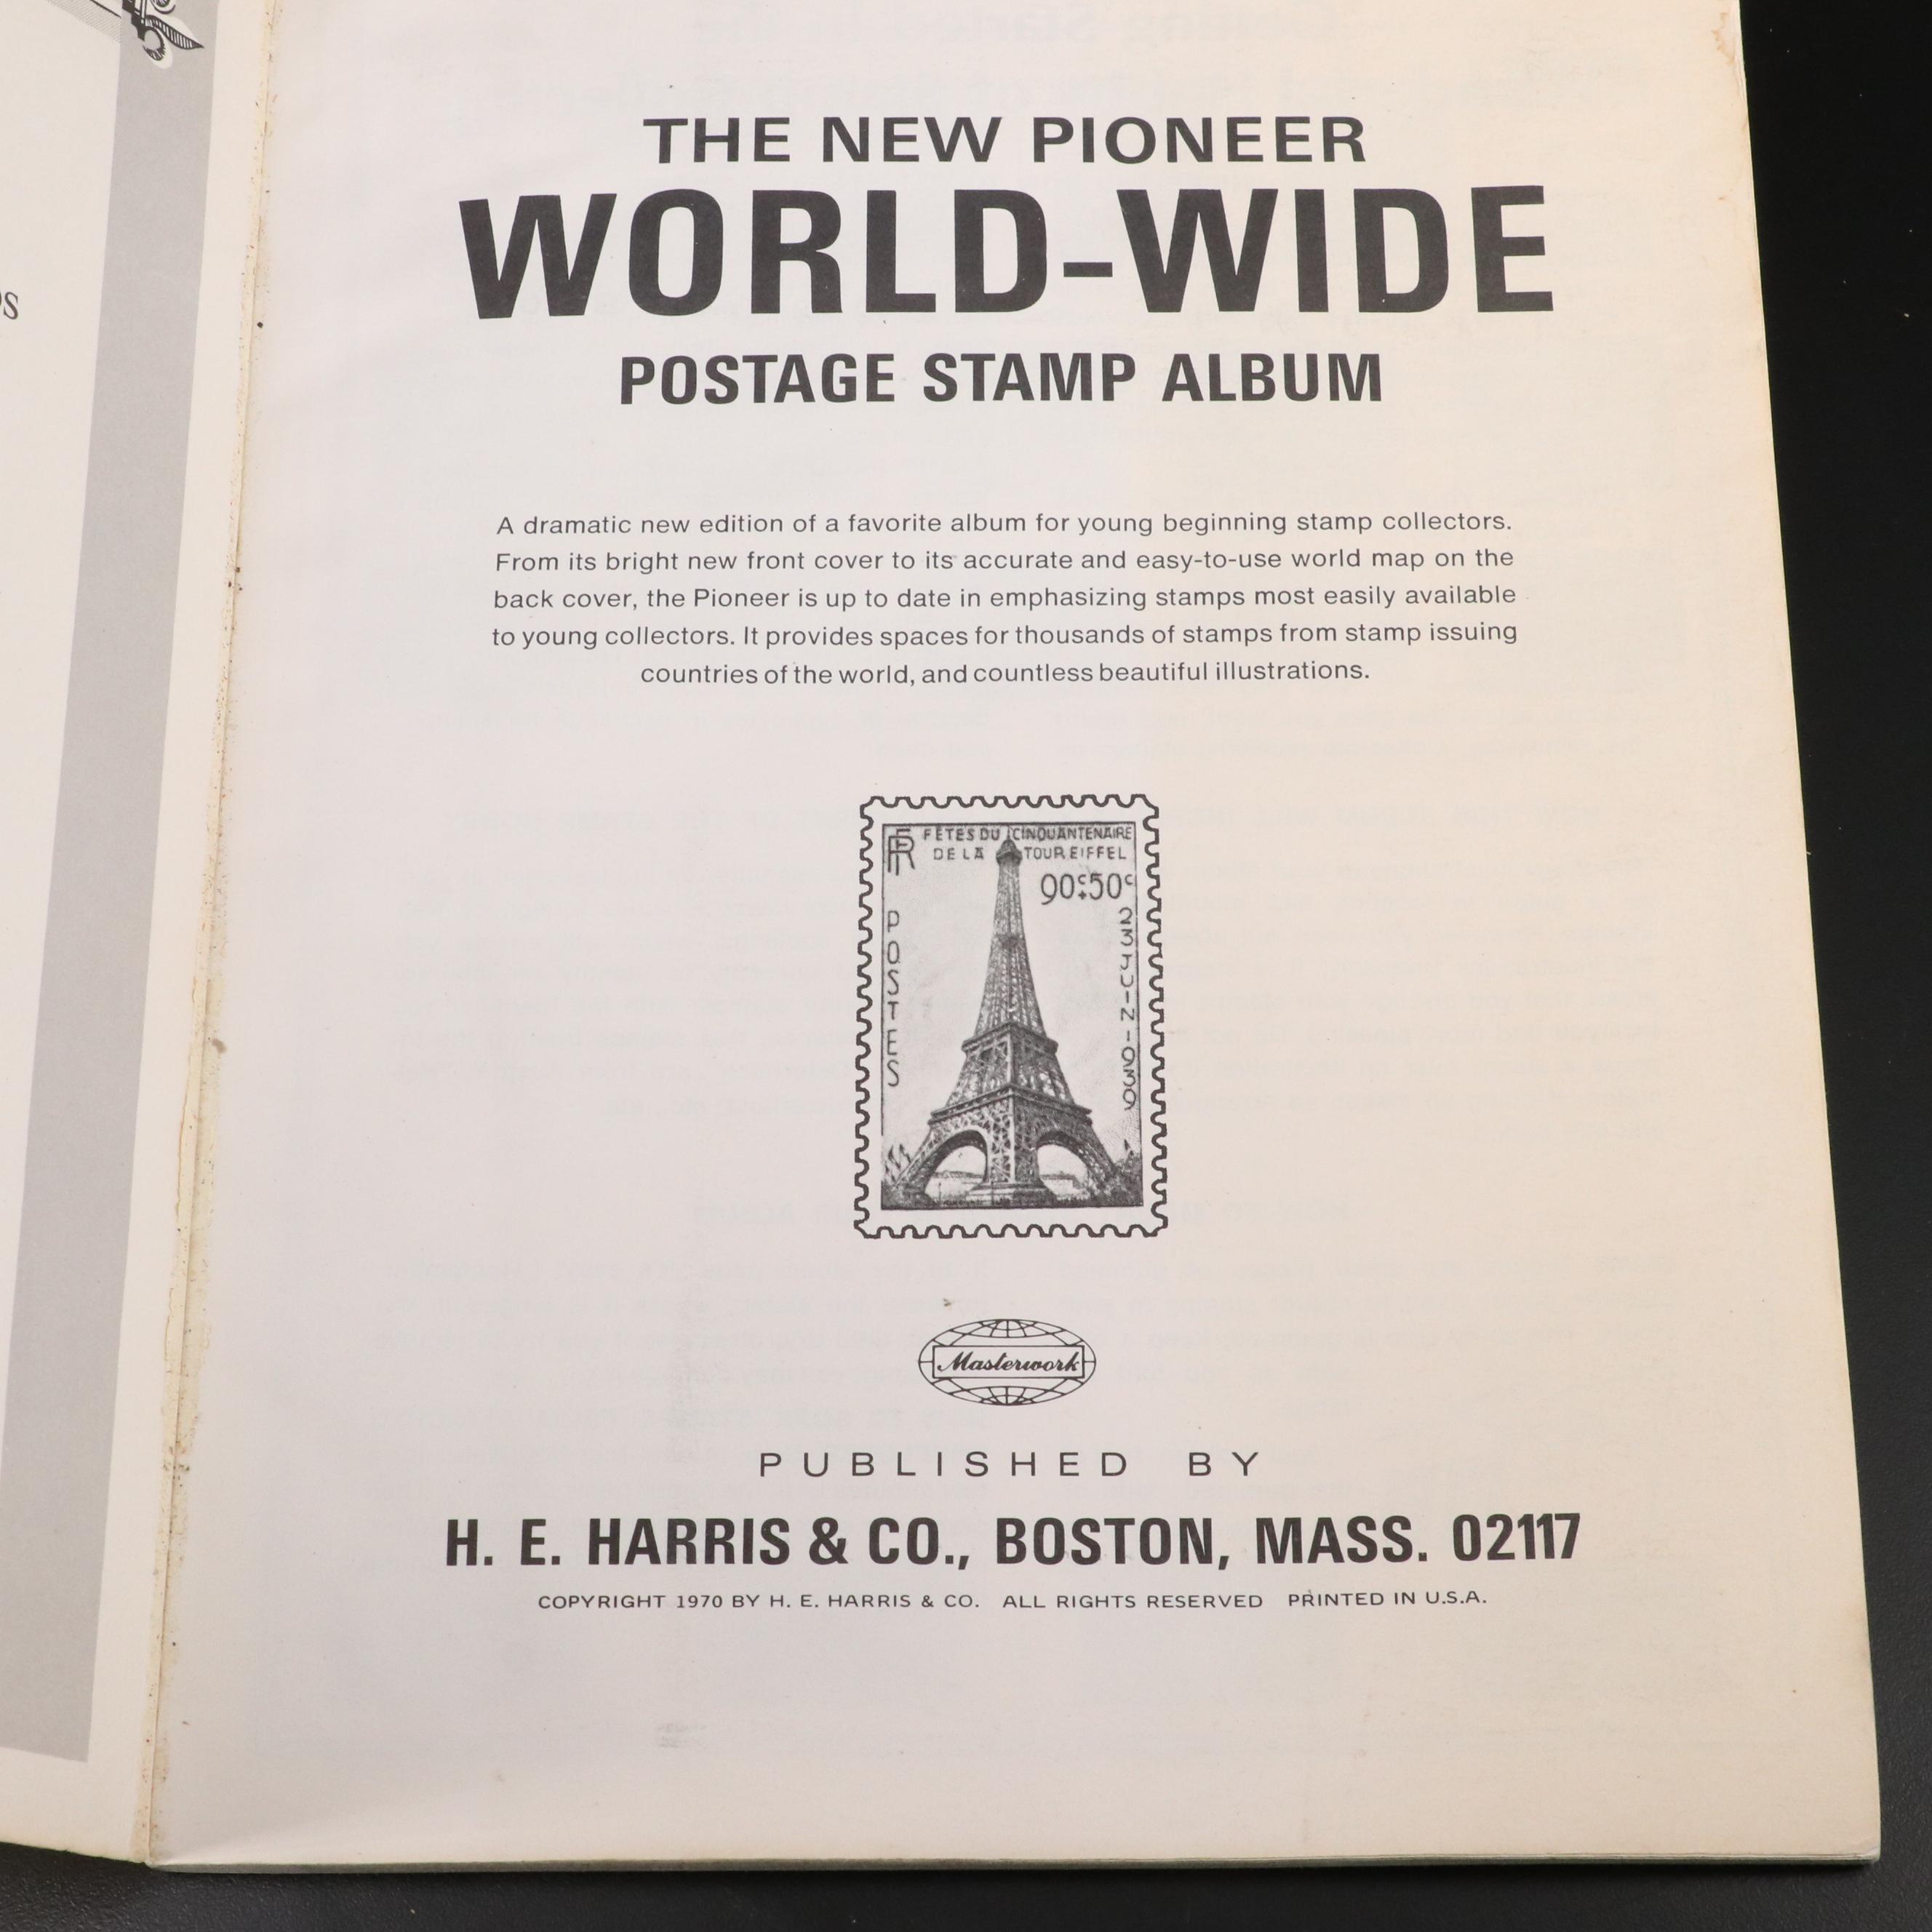 THE NEW PIONEER
WORLD-WIDE
POSTAGE STAMP ALBUM
A dramatic new edition of a favorite album for young beginning stamp collectors.
From its bright new front cover to its accurate and easy-to-use world map on the
back cover, the Pioneer is up to date in emphasizing stamps most easily available
to young collectors. It provides spaces for thousands of stamps from stamp issuing
countries of the world, and countless beautiful illustrations.
RF
FÊTES DU CINQUANTENAIRE
DE LA TOUR EIFFEL
90c+50c
POSTES
23 JUIN 1939
Masterwork
PUBLISHED BY
H. E. HARRIS & CO., BOSTON, MASS. 02117
COPYRIGHT 1970 BY H. E. HARRIS & CO. ALL RIGHTS RESERVED PRINTED IN U.S.A.